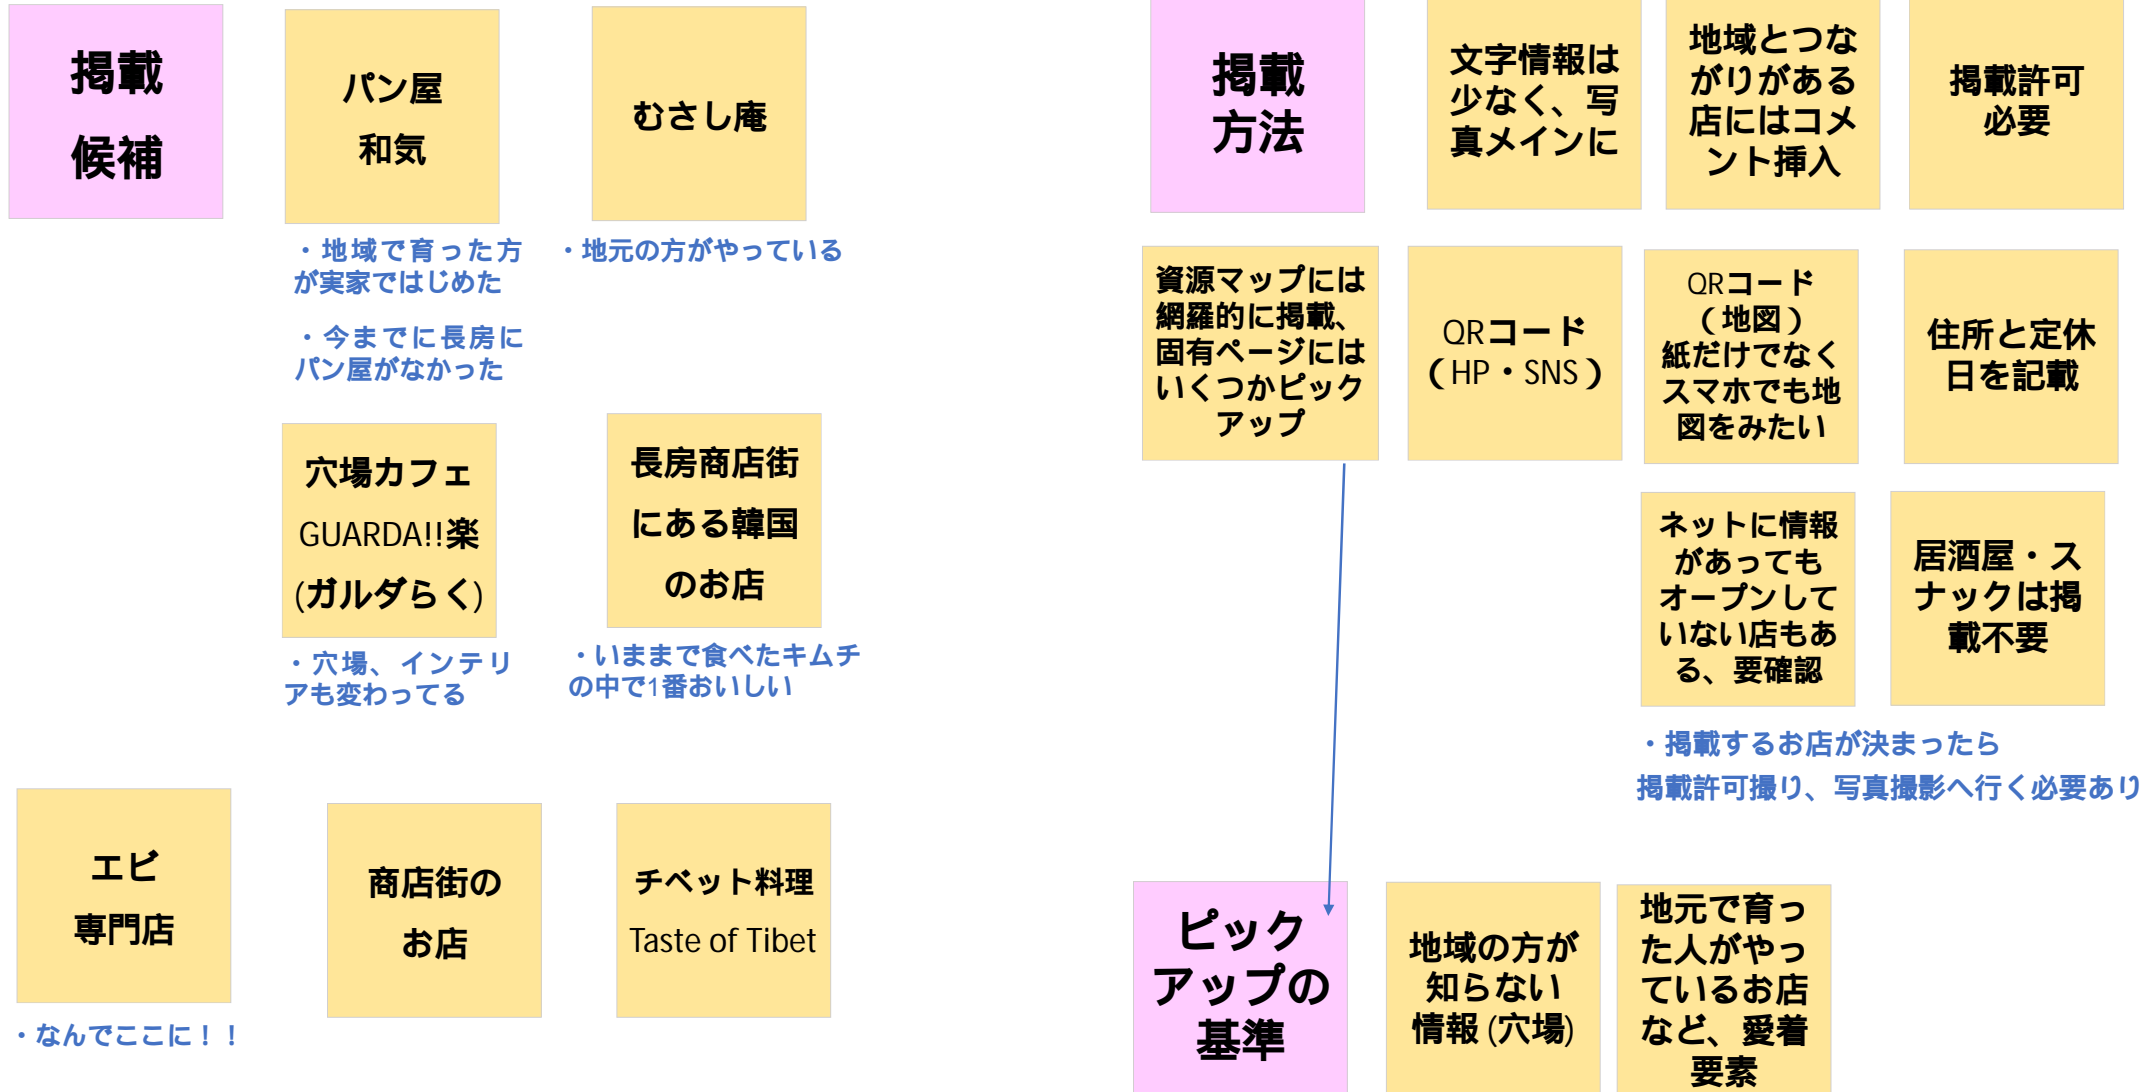 掲載
候補
パン屋
和気
むさし庵
・地域で育った方
が実家ではじめた
・今までに長房に
パン屋がなかった
・地元の方がやっている
穴場カフェ
GUARDA!!楽
(ガルダらく)
・穴場、インテリ
アも変わってる
長房商店街
にある韓国
のお店
・いままで食べたキムチ
の中で1番おいしい
エビ
専門店
・なんでここに！！
商店街の
お店
チベット料理
Taste of Tibet
掲載
方法
文字情報は
少なく、写
真メインに
地域とつな
がりがある
店にはコメ
ント挿入
掲載許可
必要
資源マップには
網羅的に掲載、
固有ページには
いくつかピック
アップ
QRコード
（HP・SNS）
QRコード
（地図）
紙だけでなく
スマホでも地
図をみたい
住所と定休
日を記載
ネットに情報
があっても
オープンして
いない店もあ
る、要確認
居酒屋・ス
ナックは掲
載不要
・掲載するお店が決まったら
掲載許可撮り、写真撮影へ行く必要あり
ピック
アップの
基準
地域の方が
知らない
情報(穴場)
地元で育っ
た人がやっ
ているお店
など、愛着
要素